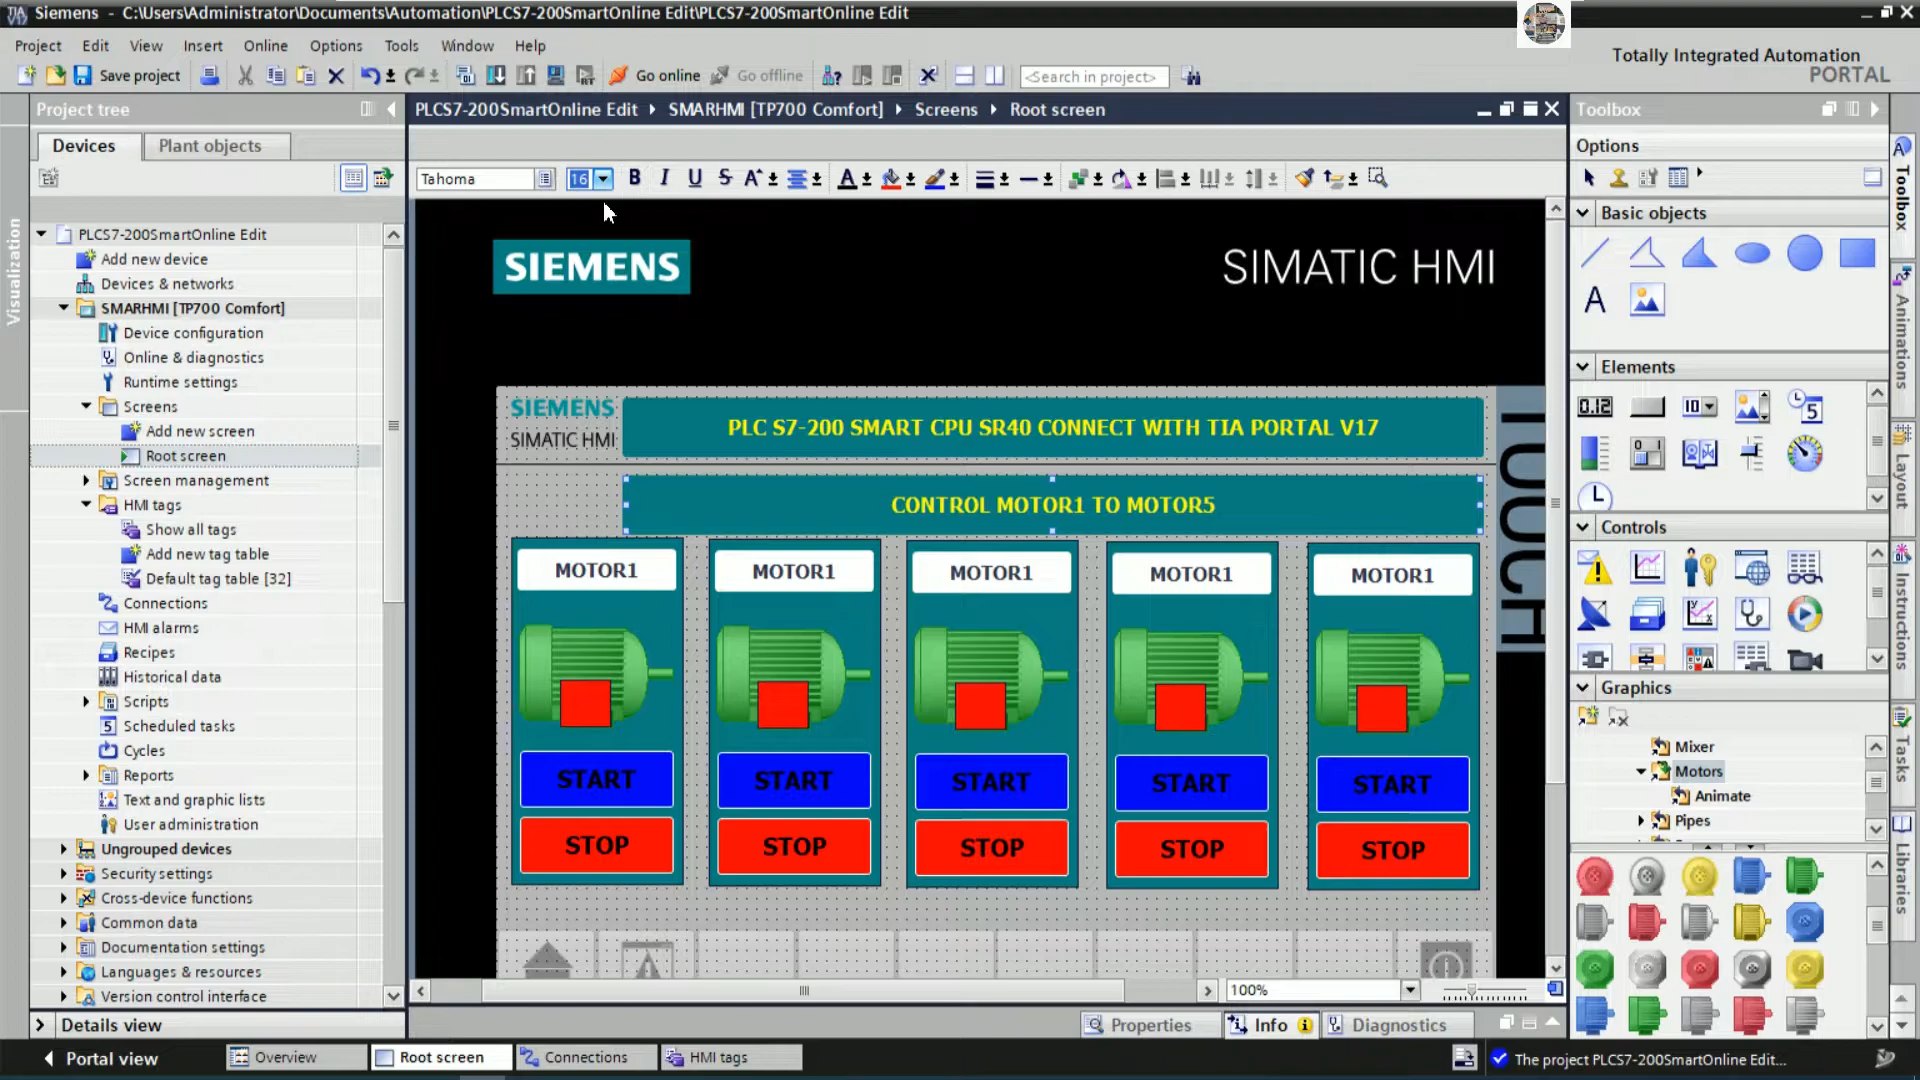 Siemens - C:\Users\Administrator\Documents\Automation\PLCS7-200SmartOnline Edit\PLCS7-200SmartOnline Edit
Project Edit View Insert Online Options Tools Window Help
Totally Integrated Automation
PORTAL
Save project
Go online
Go offline
<Search in project>
Project tree
PLCS7-200SmartOnline Edit
SMARHMI [TP700 Comfort]
Screens
Root screen
Toolbox
Devices
Plant objects
Options
Tahoma
16
B
I
U
S
Visualization
PLCS7-200SmartOnline Edit
Add new device
Devices & networks
SMARHMI [TP700 Comfort]
Device configuration
Online & diagnostics
Runtime settings
Screens
Add new screen
Root screen
Screen management
HMI tags
Show all tags
Add new tag table
Default tag table [32]
Connections
HMI alarms
Recipes
Historical data
Scripts
Scheduled tasks
Cycles
Reports
Text and graphic lists
User administration
Ungrouped devices
Security settings
Cross-device functions
Common data
Documentation settings
Languages & resources
Version control interface
Details view
SIEMENS
SIMATIC HMI
SIEMENS
SIMATIC HMI
PLC S7-200 SMART CPU SR40 CONNECT WITH TIA PORTAL V17
CONTROL MOTOR1 TO MOTOR5
TOUCH
MOTOR1 MOTOR1 MOTOR1 MOTOR1 MOTOR1
START START START START START
STOP STOP STOP STOP STOP
100%
Basic objects
A
Elements
0.12
10
5
Controls
Graphics
Mixer
Motors
Animate
Pipes
Toolbox
Animations
Layout
Instructions
Tasks
Libraries
Properties
Info
Diagnostics
Portal view
Overview
Root screen
Connections
HMI tags
The project PLCS7-200SmartOnline Edit...